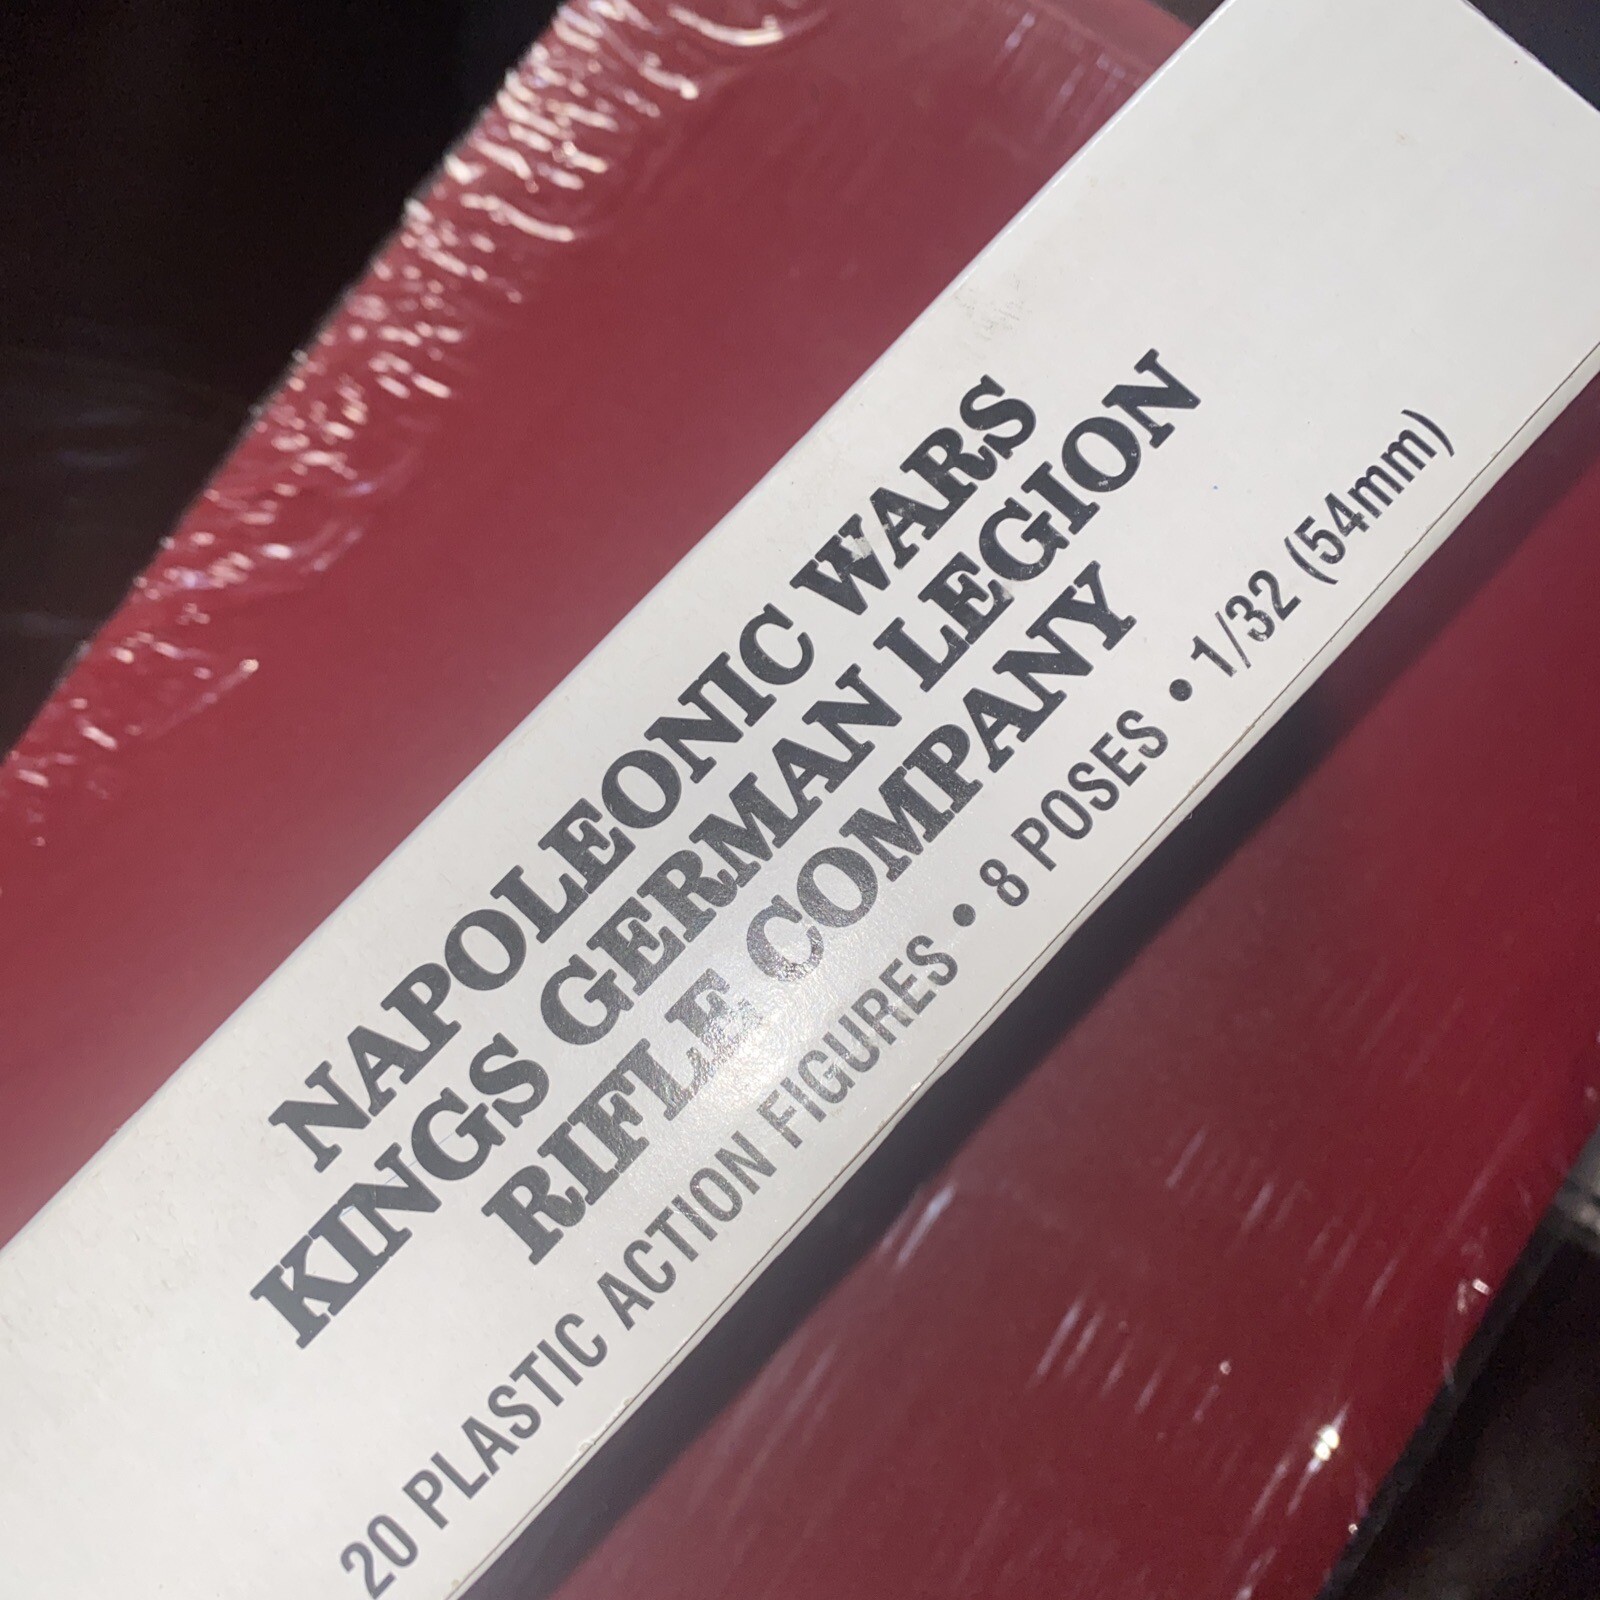 NAPOLEONIC WARS
KINGS GERMAN LEGION
RIFLE COMPANY
20 PLASTIC ACTION FIGURES • 8 POSES • 1/32 (54mm)